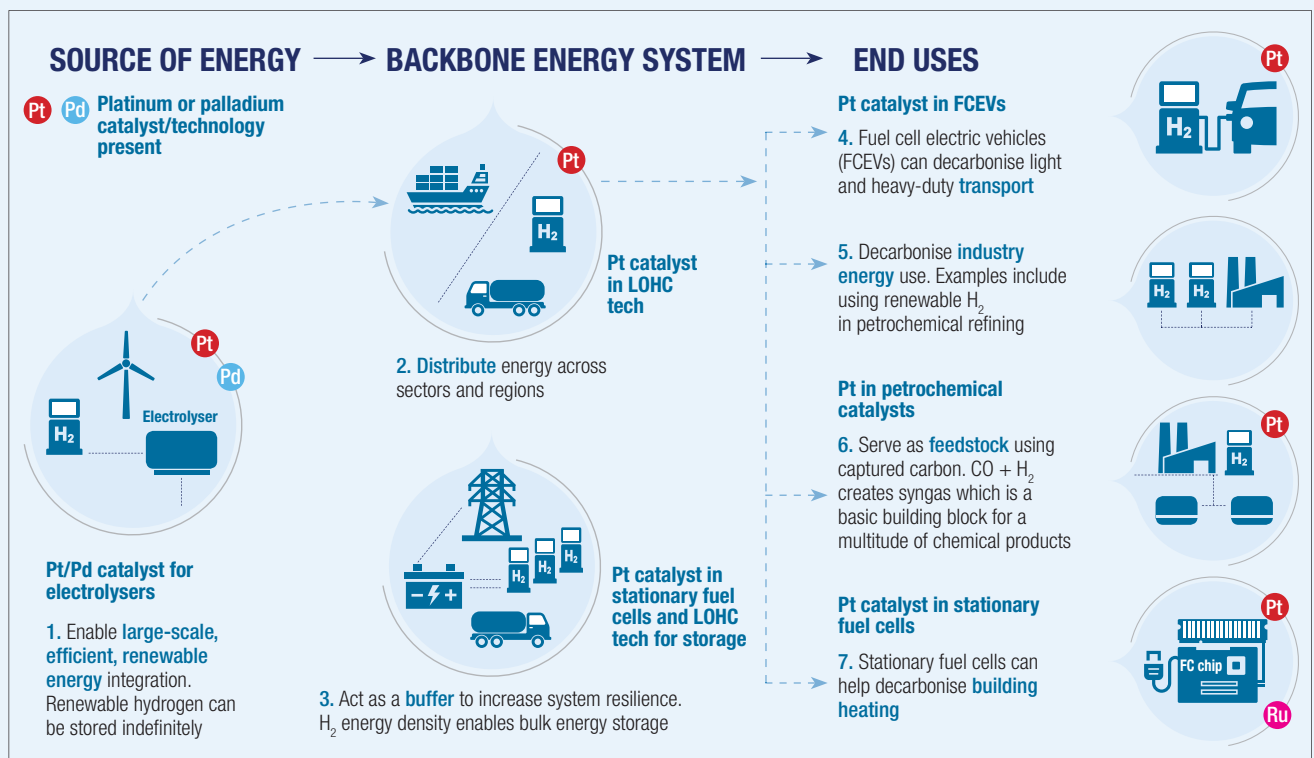 SOURCE OF ENERGY
BACKBONE ENERGY SYSTEM
END USES
Pt
Pd
Platinum or palladium
catalyst/technology
present
Pt
Pd
H2
Electrolyser
Pt/Pd catalyst for
electrolysers
1. Enable large-scale,
efficient, renewable
energy integration.
Renewable hydrogen can
be stored indefinitely
Pt
H2
Pt catalyst
in LOHC
tech
2. Distribute energy across
sectors and regions
H2
H2
H2
Pt catalyst in
stationary fuel
cells and LOHC
tech for storage
3. Act as a buffer to increase system resilience.
H2 energy density enables bulk energy storage
Pt catalyst in FCEVs
4. Fuel cell electric vehicles
(FCEVs) can decarbonise light
and heavy-duty transport
Pt
H2
5. Decarbonise industry
energy use. Examples include
using renewable H2
in petrochemical refining
H2
H2
Pt in petrochemical
catalysts
6. Serve as feedstock using
captured carbon. CO + H2
creates syngas which is a
basic building block for a
multitude of chemical products
Pt
H2
Pt catalyst in stationary
fuel cells
7. Stationary fuel cells can
help decarbonise building
heating
Pt
FC chip
Ru